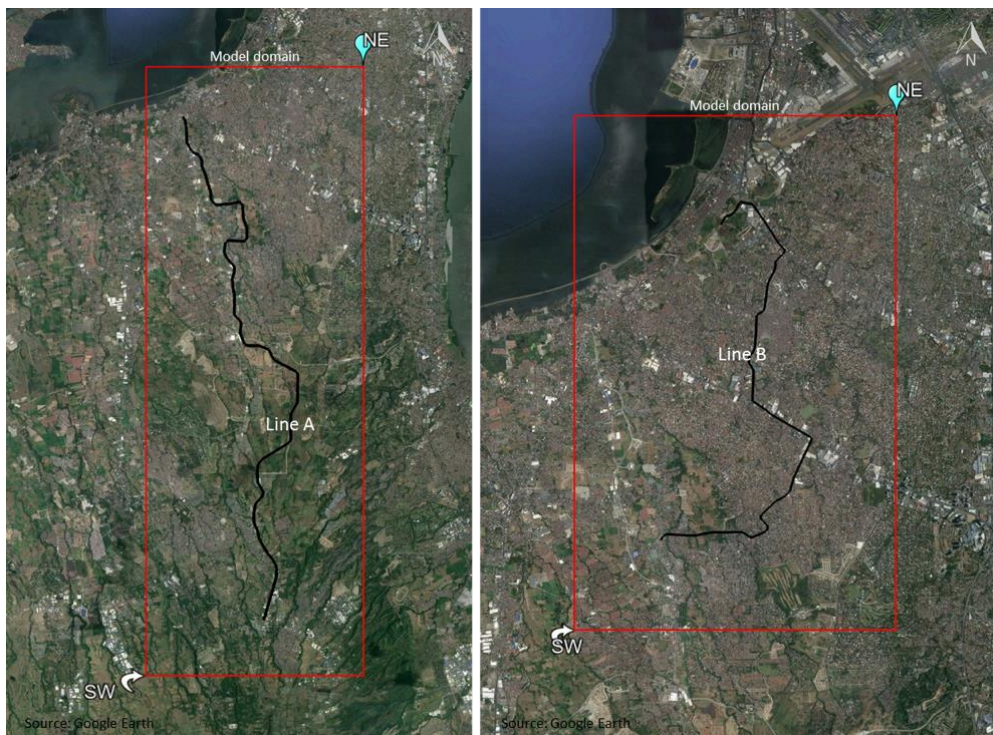 NE
N
Model domain
Line A
SW
Source: Google Earth
NE
N
Model domain
Line B
SW
Source: Google Earth